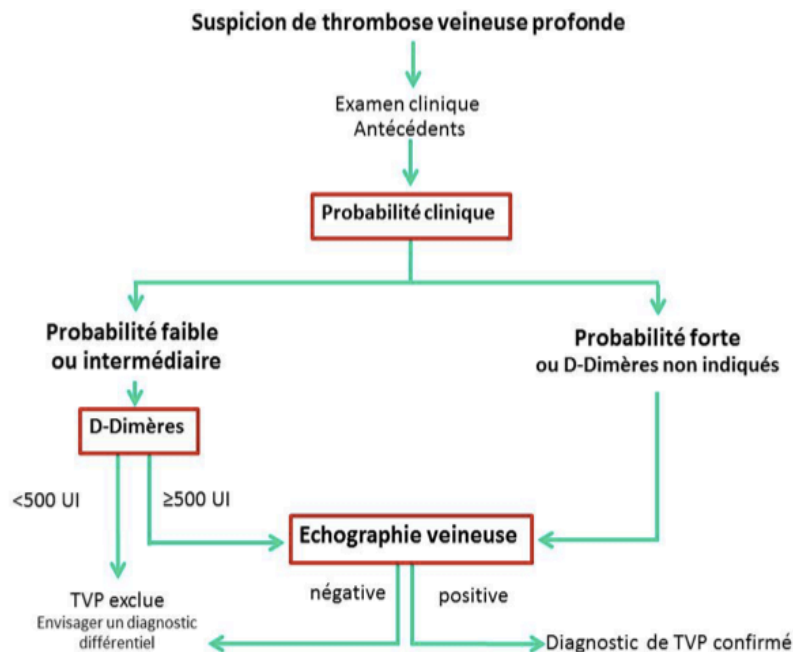 Suspicion de thrombose veineuse profonde
Examen clinique
Antécédents
Probabilité clinique
Probabilité faible
ou intermédiaire
Probabilité forte
ou D-Dimères non indiqués
D-Dimères
<500 UI
≥500 UI
Echographie veineuse
négative
positive
TVP exclue
Envisager un diagnostic
différentiel
Diagnostic de TVP confirmé